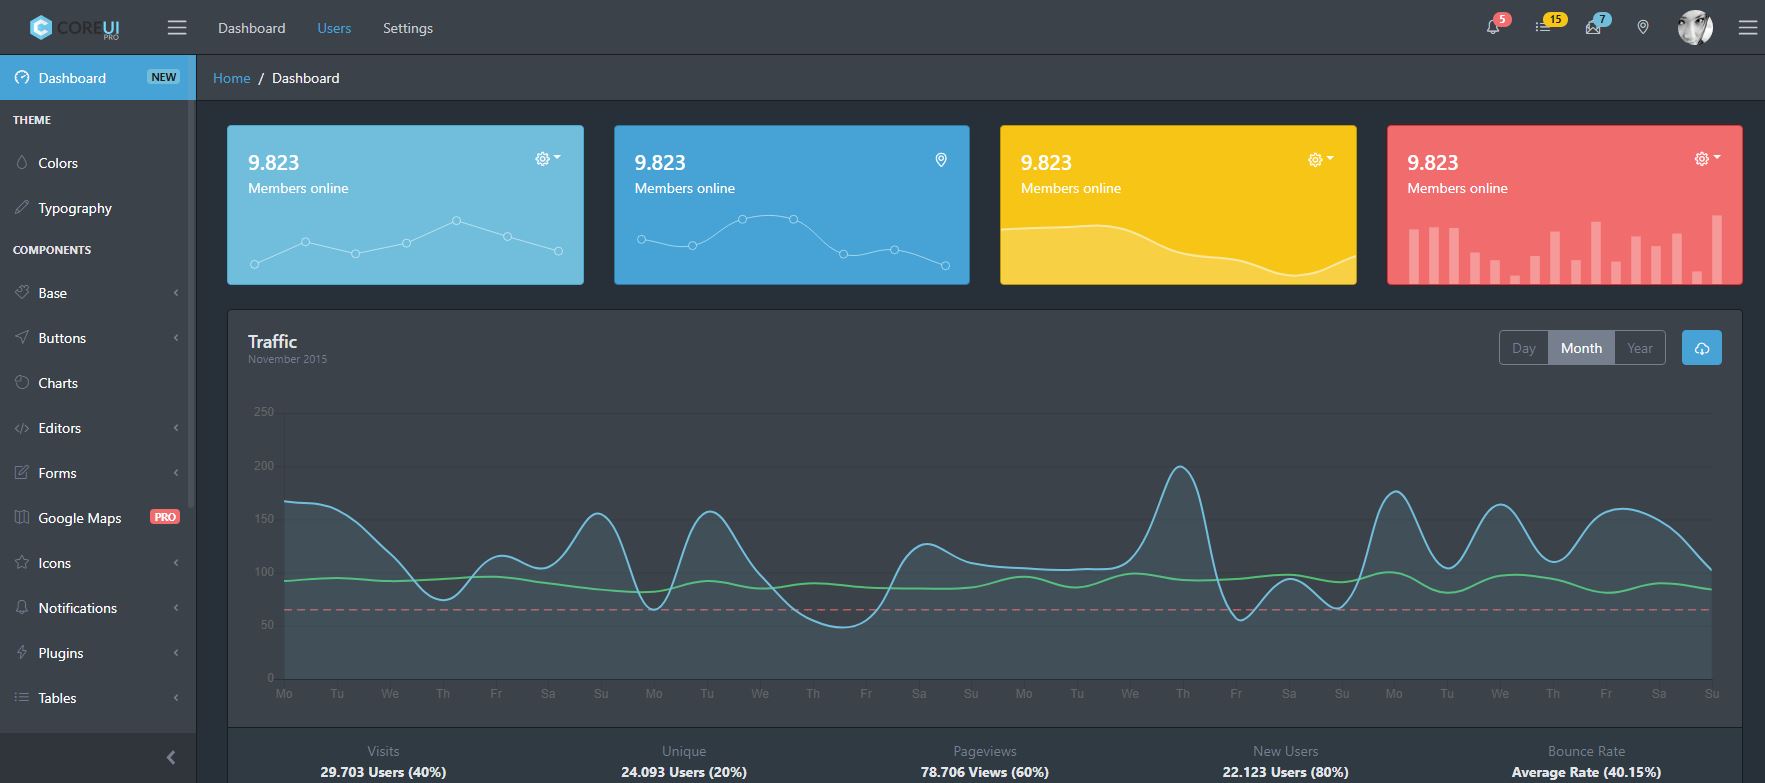 COREUI
PRO
Dashboard
Users
Settings
5
15
7
Dashboard NEW
Home / Dashboard
THEME
Colors
Typography
COMPONENTS
Base
Buttons
Charts
Editors
Forms
Google Maps PRO
Icons
Notifications
Plugins
Tables
9.823
Members online
9.823
Members online
9.823
Members online
9.823
Members online
Traffic
November 2015
Day Month Year
250
200
150
100
50
0
Mo Tu We Th Fr Sa Su Mo Tu We Th Fr Sa Su Mo Tu We Th Fr Sa Su Mo Tu We Th Fr Sa Su
Visits
29.703 Users (40%)
Unique
24.093 Users (20%)
Pageviews
78.706 Views (60%)
New Users
22.123 Users (80%)
Bounce Rate
Average Rate (40.15%)